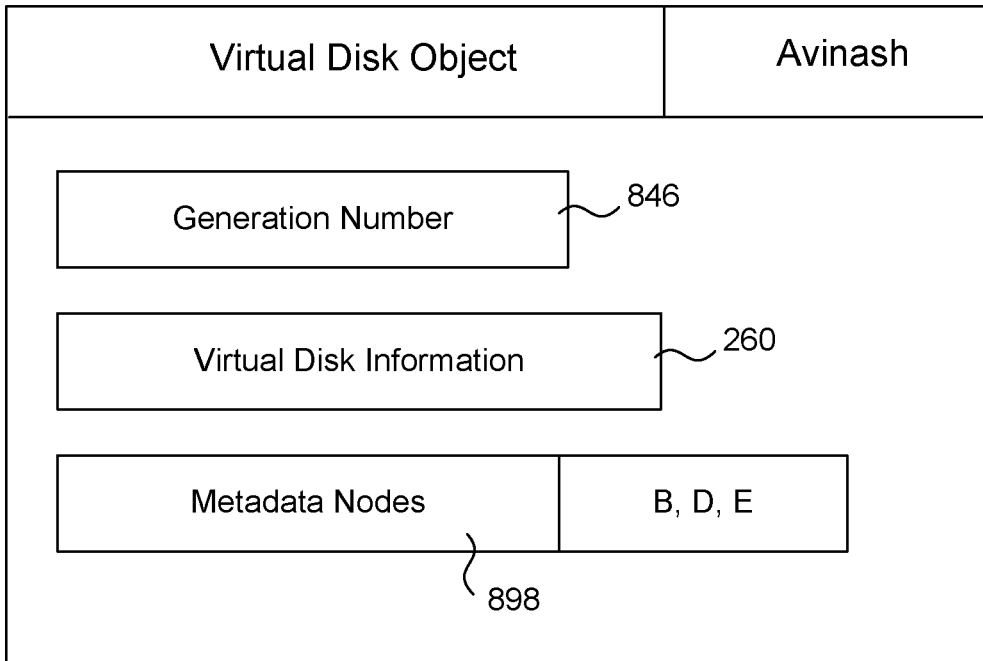 Virtual Disk Object
Avinash
Generation Number
846
Virtual Disk Information
260
Metadata Nodes
B, D, E
898